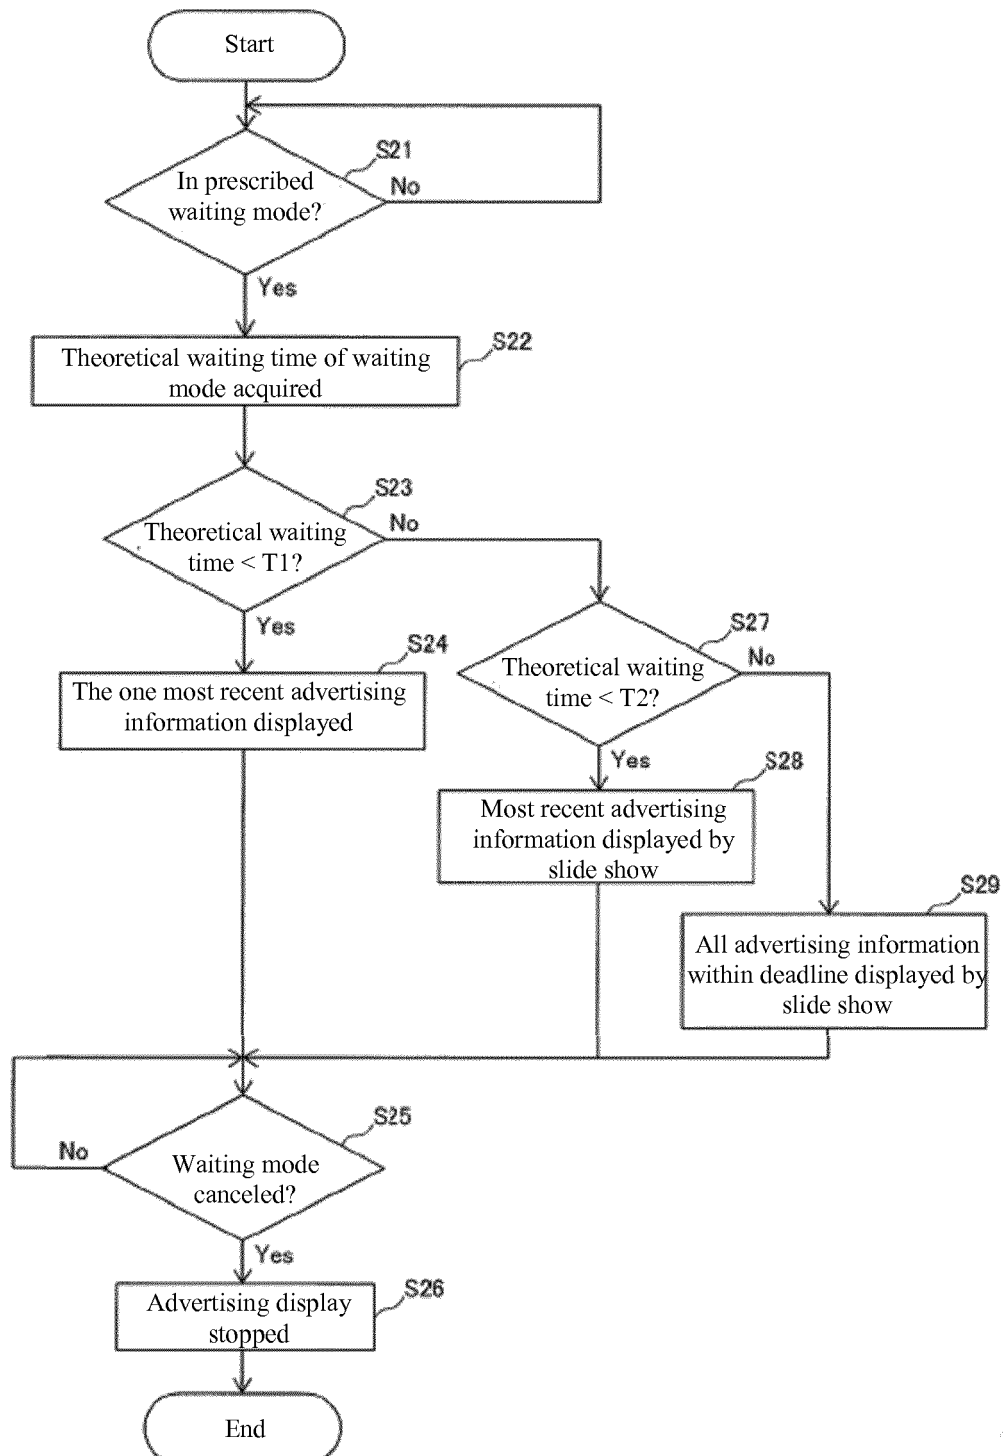 Start
S21
In prescribed
waiting mode?
No
Yes
S22
Theoretical waiting time of waiting
mode acquired
S23
Theoretical waiting
time < T1?
No
Yes
S24
The one most recent advertising
information displayed
S27
Theoretical waiting
time < T2?
No
Yes
S28
Most recent advertising
information displayed by
slide show
S29
All advertising information
within deadline displayed by
slide show
S25
Waiting mode
canceled?
No
Yes
S26
Advertising display
stopped
End